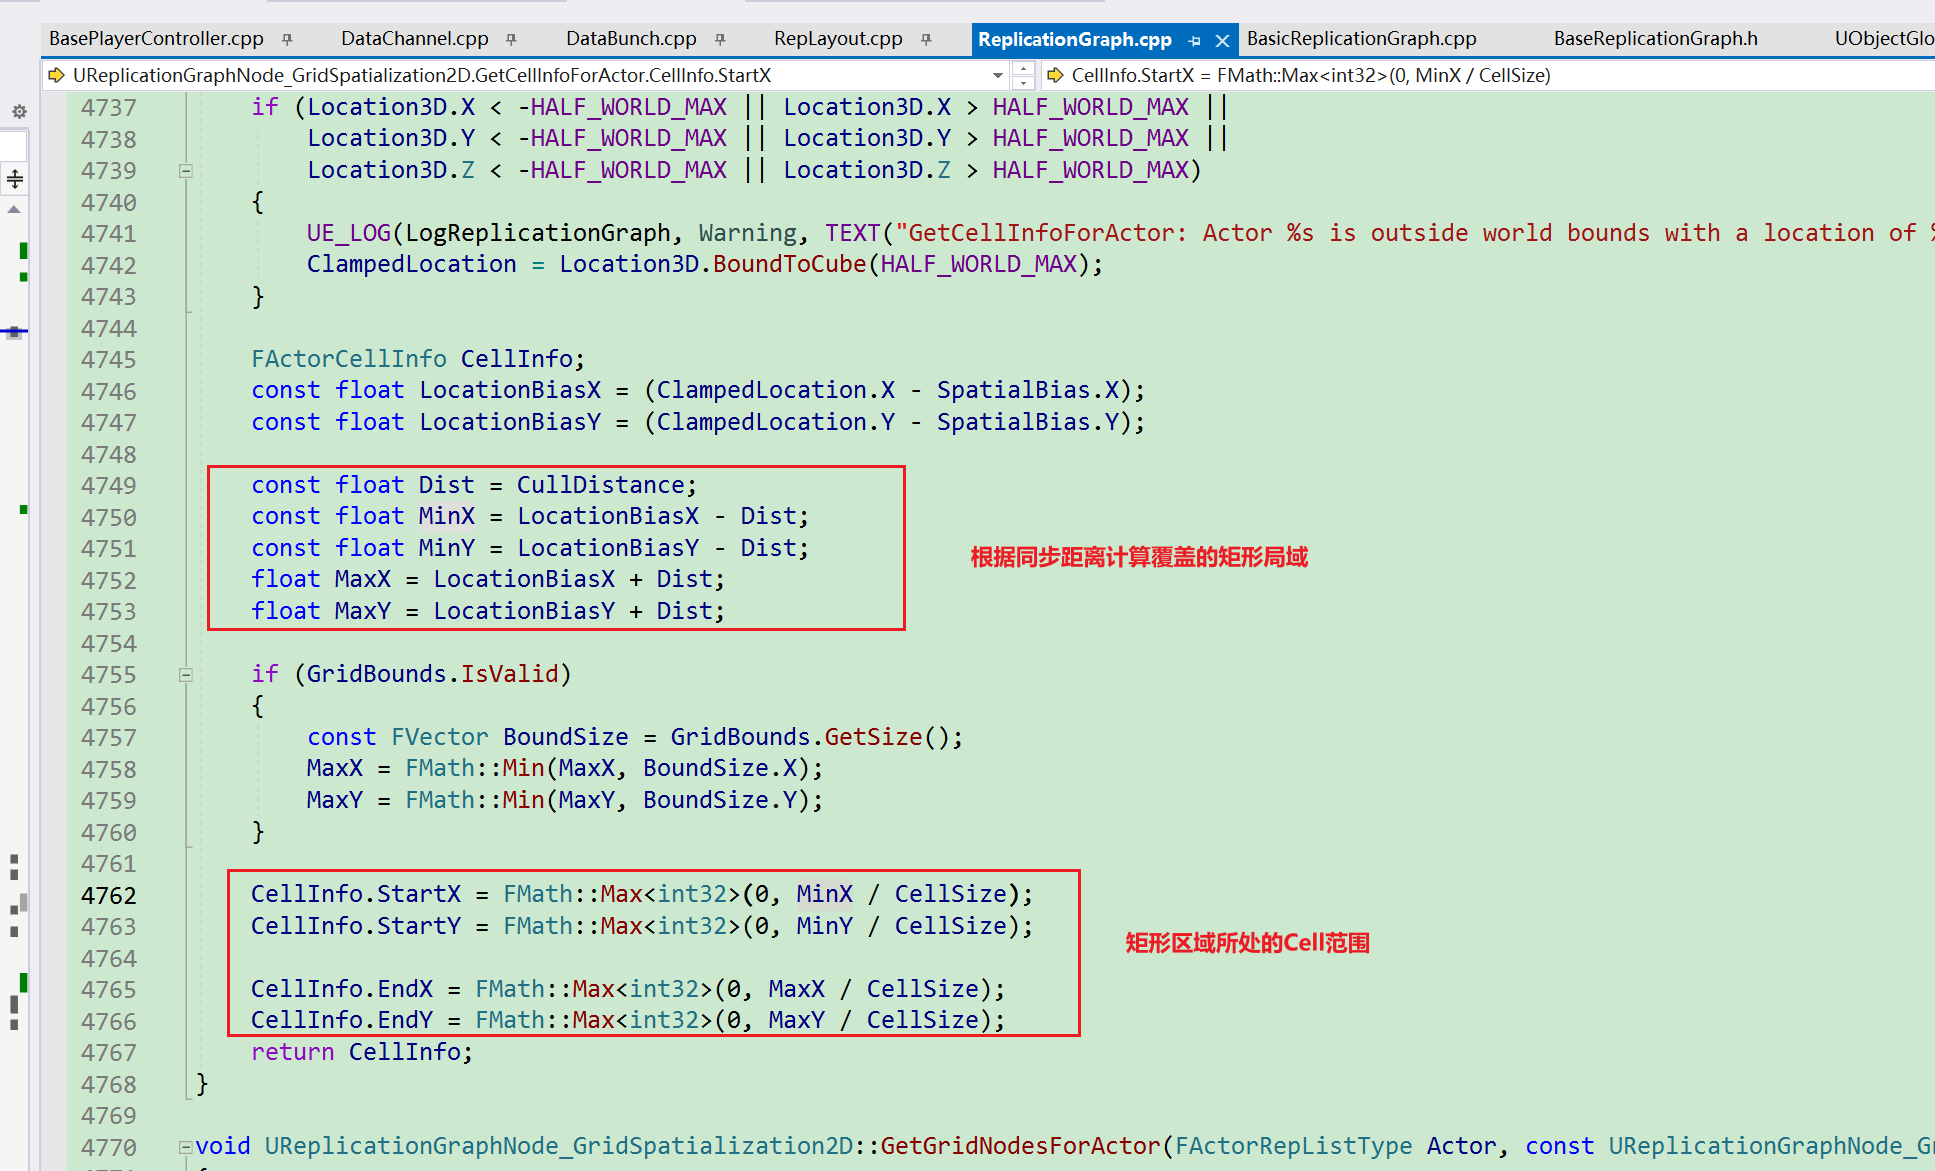 BasePlayerController.cpp DataChannel.cpp DataBunch.cpp RepLayout.cpp ReplicationGraph.cpp BasicReplicationGraph.cpp BaseReplicationGraph.h UObjectGlo
UReplicationGraphNode_GridSpatialization2D.GetCellInfoForActor.CellInfo.StartX CellInfo.StartX = FMath::Max<int32>(0, MinX / CellSize)
4737 if (Location3D.X < -HALF_WORLD_MAX || Location3D.X > HALF_WORLD_MAX ||
4738 Location3D.Y < -HALF_WORLD_MAX || Location3D.Y > HALF_WORLD_MAX ||
4739 Location3D.Z < -HALF_WORLD_MAX || Location3D.Z > HALF_WORLD_MAX)
4740 {
4741 UE_LOG(LogReplicationGraph, Warning, TEXT("GetCellInfoForActor: Actor %s is outside world bounds with a location of %
4742 ClampedLocation = Location3D.BoundToCube(HALF_WORLD_MAX);
4743 }
4744
4745 FActorCellInfo CellInfo;
4746 const float LocationBiasX = (ClampedLocation.X - SpatialBias.X);
4747 const float LocationBiasY = (ClampedLocation.Y - SpatialBias.Y);
4748
4749 const float Dist = CullDistance;
4750 const float MinX = LocationBiasX - Dist;
4751 const float MinY = LocationBiasY - Dist;
根据同步距离计算覆盖的矩形局域
4752 float MaxX = LocationBiasX + Dist;
4753 float MaxY = LocationBiasY + Dist;
4754
4755 if (GridBounds.IsValid)
4756 {
4757 const FVector BoundSize = GridBounds.GetSize();
4758 MaxX = FMath::Min(MaxX, BoundSize.X);
4759 MaxY = FMath::Min(MaxY, BoundSize.Y);
4760 }
4761
4762 CellInfo.StartX = FMath::Max<int32>(0, MinX / CellSize);
4763 CellInfo.StartY = FMath::Max<int32>(0, MinY / CellSize);
矩形区域所处的Cell范围
4764
4765 CellInfo.EndX = FMath::Max<int32>(0, MaxX / CellSize);
4766 CellInfo.EndY = FMath::Max<int32>(0, MaxY / CellSize);
4767 return CellInfo;
4768 }
4769
4770 void UReplicationGraphNode_GridSpatialization2D::GetGridNodesForActor(FActorRepListType Actor, const UReplicationGraphNode_Gr